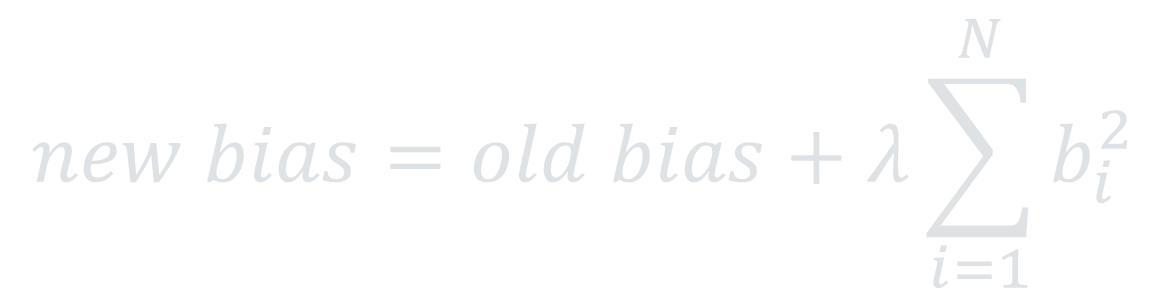 new bias = old bias + λ ∑_{i=1}^{N} b_i^2